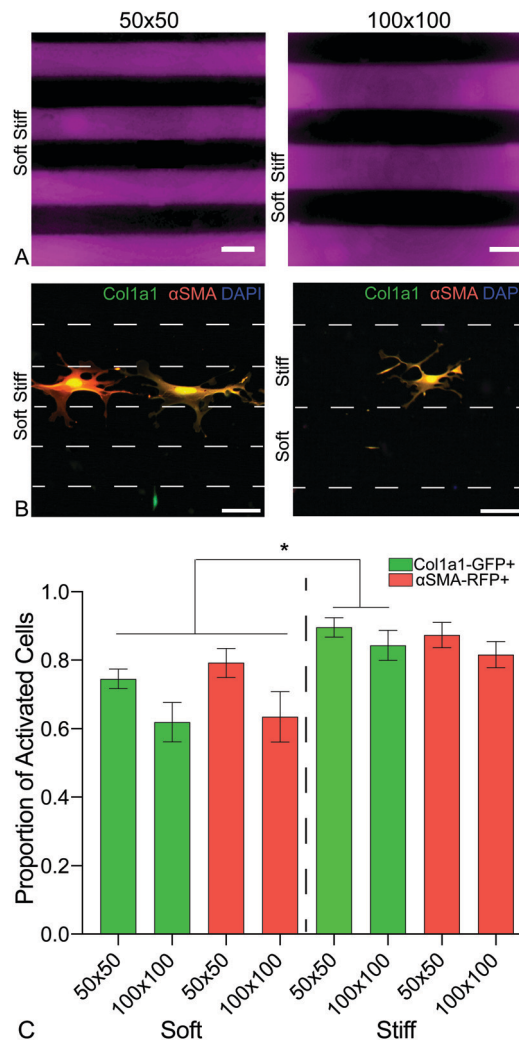 50x50 100x100
Soft Stiff
Soft Stiff
A
Col1a1 αSMA DAPI
Col1a1 αSMA DAP
Soft Stiff
Soft Stiff
B
*
Col1a1-GFP+
αSMA-RFP+
Proportion of Activated Cells
1.0
0.8
0.6
0.4
0.2
0.0
50x50 100x100 50x50 100x100 50x50 100x100 50x50 100x100
C Soft Stiff